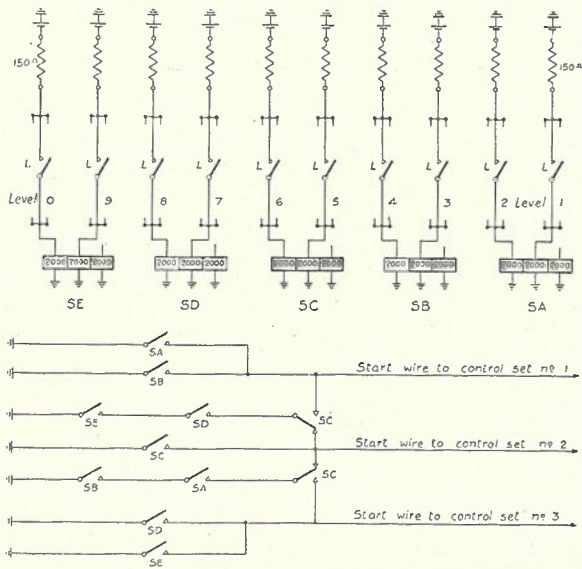 150Ω 150Ω
L L L L L L L L L L
Level 0 9 8 7 6 5 4 3 2 Level 1
2000 2000 2000 2000 2000 2000 2000 2000 2000 2000 2000 2000 2000 2000 2000
SE SD SC SB SA
SA
Start wire to control set nº 1
SB
SE SD SC
Start wire to control set nº 2
SC
SB SA SC
Start wire to control set nº 3
SD
SE